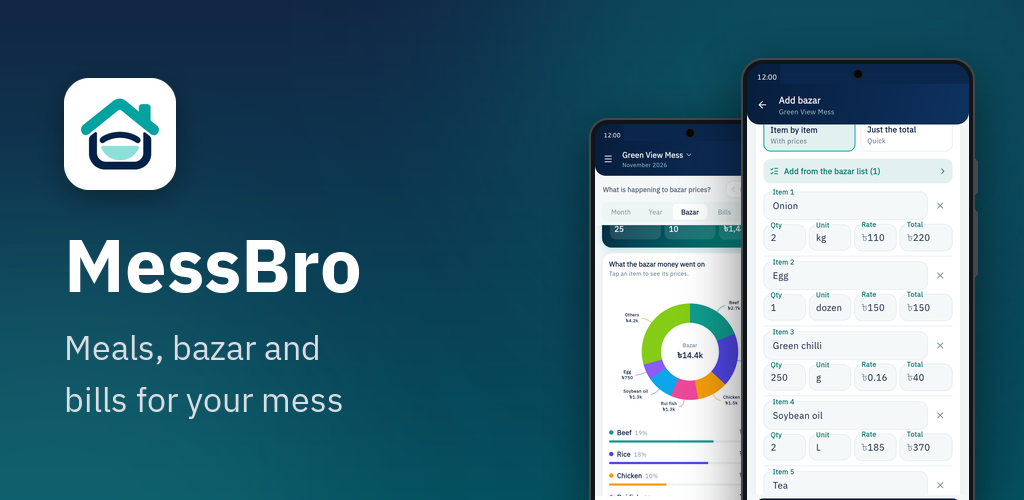 MessBro
Meals, bazar and
bills for your mess
12:00
Green View Mess
November 2026
What is happening to bazar prices?
Month Year Bazar Bills
25 10 ৳1,4
What the bazar money went on
Tap an item to see its prices.
Beef
Others
৳4.2k
Bazar
৳14.4k
Egg
৳750
Soybean oil
৳1.3k
Rui fish
৳1.3k
Chicken
৳1.5k
Beef 19%
Rice 18%
Chicken 10%
12:00
Add bazar
Green View Mess
Item by item
With prices
Just the total
Quick
Add from the bazar list (1)
Item 1
Onion
Qty Unit Rate Total
2 kg ৳110 ৳220
Item 2
Egg
Qty Unit Rate Total
1 dozen ৳150 ৳150
Item 3
Green chilli
Qty Unit Rate Total
250 g ৳0.16 ৳40
Item 4
Soybean oil
Qty Unit Rate Total
2 L ৳185 ৳370
Item 5
Tea